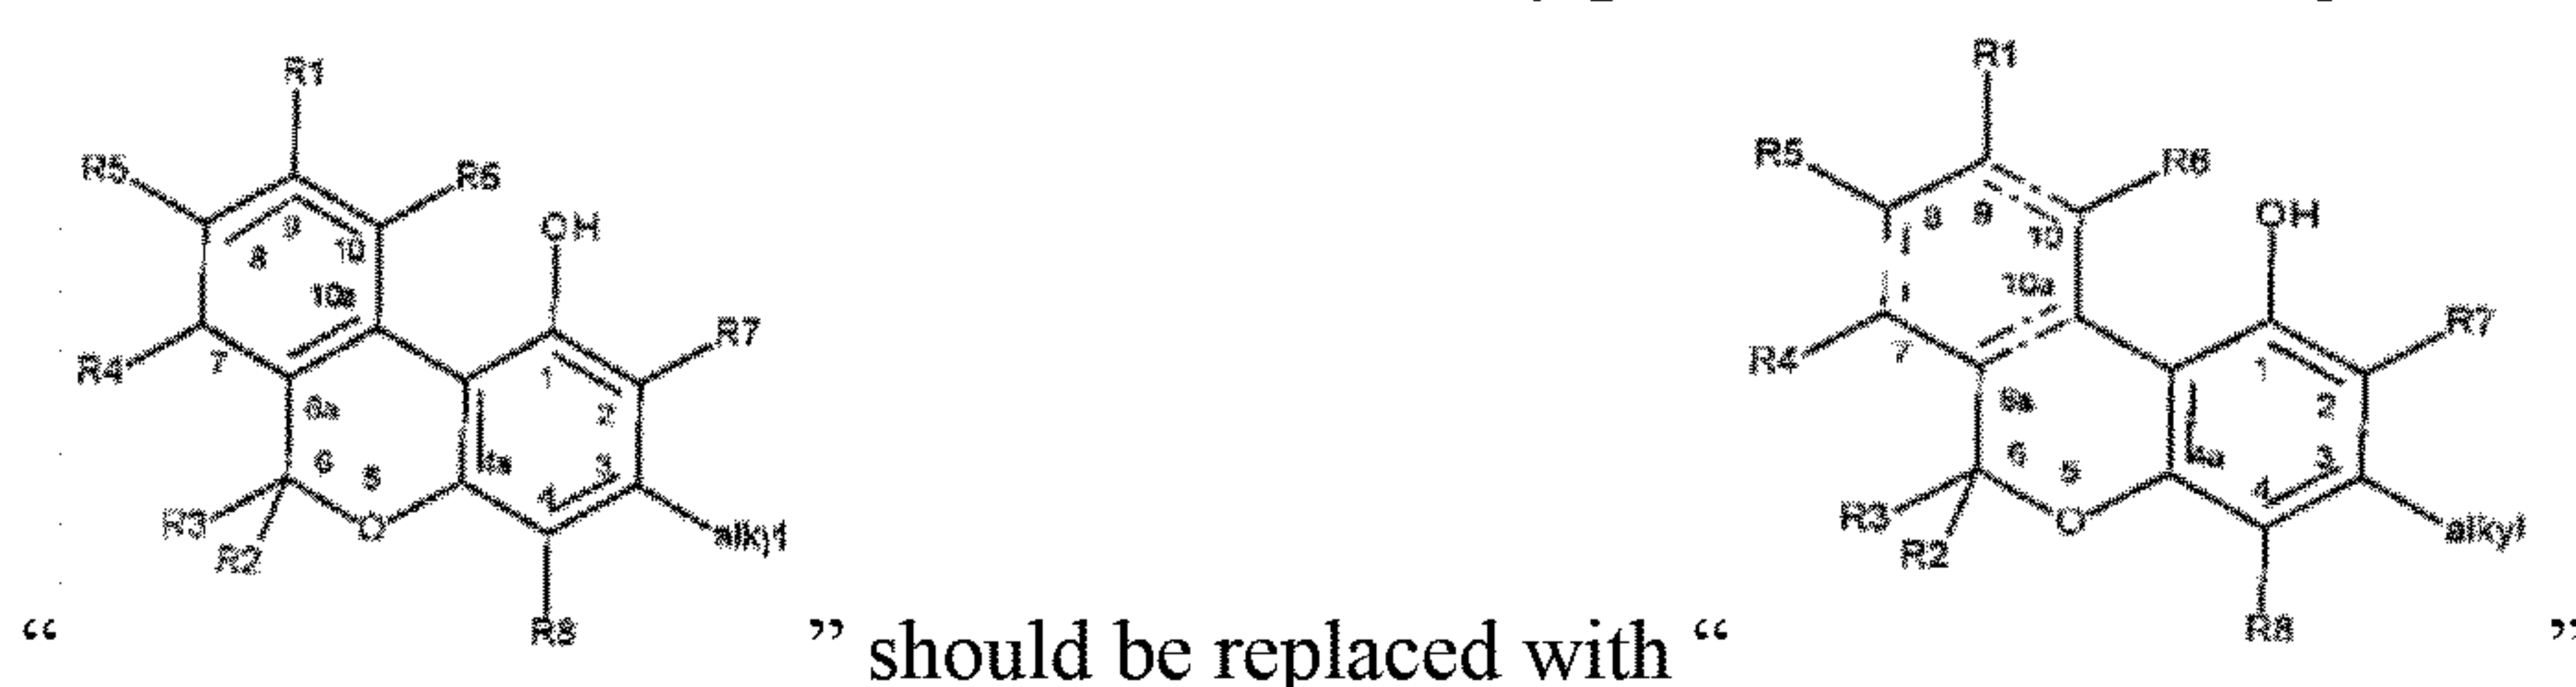 R1
R5
R6
9
8
10
OH
10a
R7
R4
7
1
6a
2
6
5
4a
3
R3
O
4
alkyl
R2
R8
R1
R5
R6
8
9
10
OH
10a
R7
R4
7
1
6a
2
6
5
4a
3
R3
O
4
alkyl
R2
R8
“ ” should be replaced with “ ”